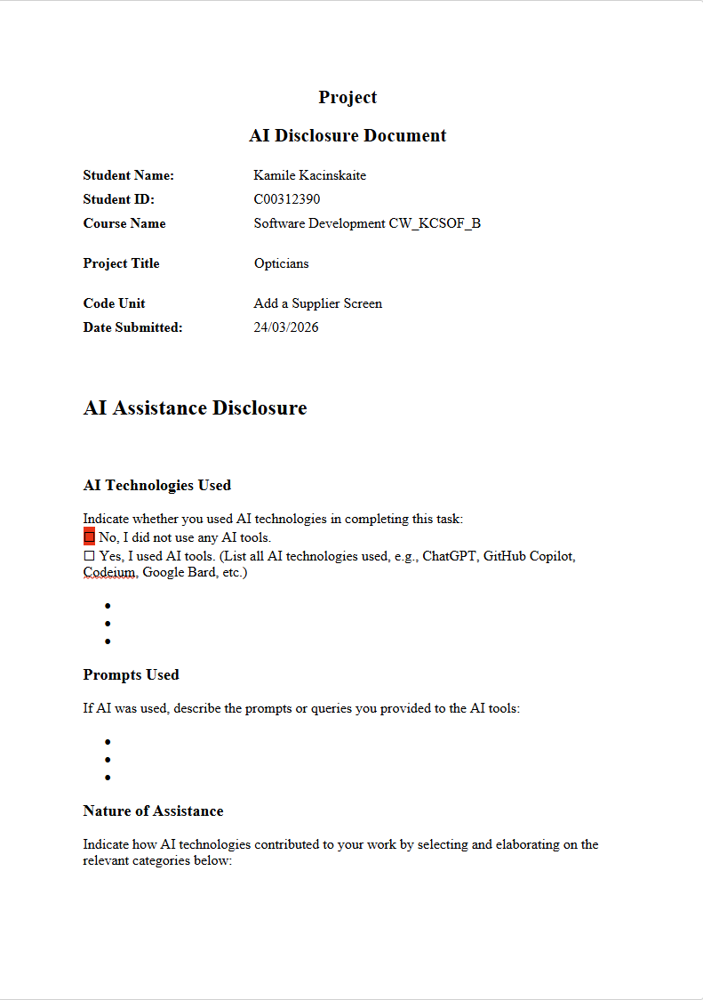 Project
AI Disclosure Document
Student Name: Kamile Kacinskaite
Student ID: C00312390
Course Name Software Development CW_KCSOF_B
Project Title Opticians
Code Unit Add a Supplier Screen
Date Submitted: 24/03/2026
AI Assistance Disclosure
AI Technologies Used
Indicate whether you used AI technologies in completing this task:
☐ No, I did not use any AI tools.
☐ Yes, I used AI tools. (List all AI technologies used, e.g., ChatGPT, GitHub Copilot,
Codeium, Google Bard, etc.)
•
•
•
Prompts Used
If AI was used, describe the prompts or queries you provided to the AI tools:
•
•
•
Nature of Assistance
Indicate how AI technologies contributed to your work by selecting and elaborating on the
relevant categories below: